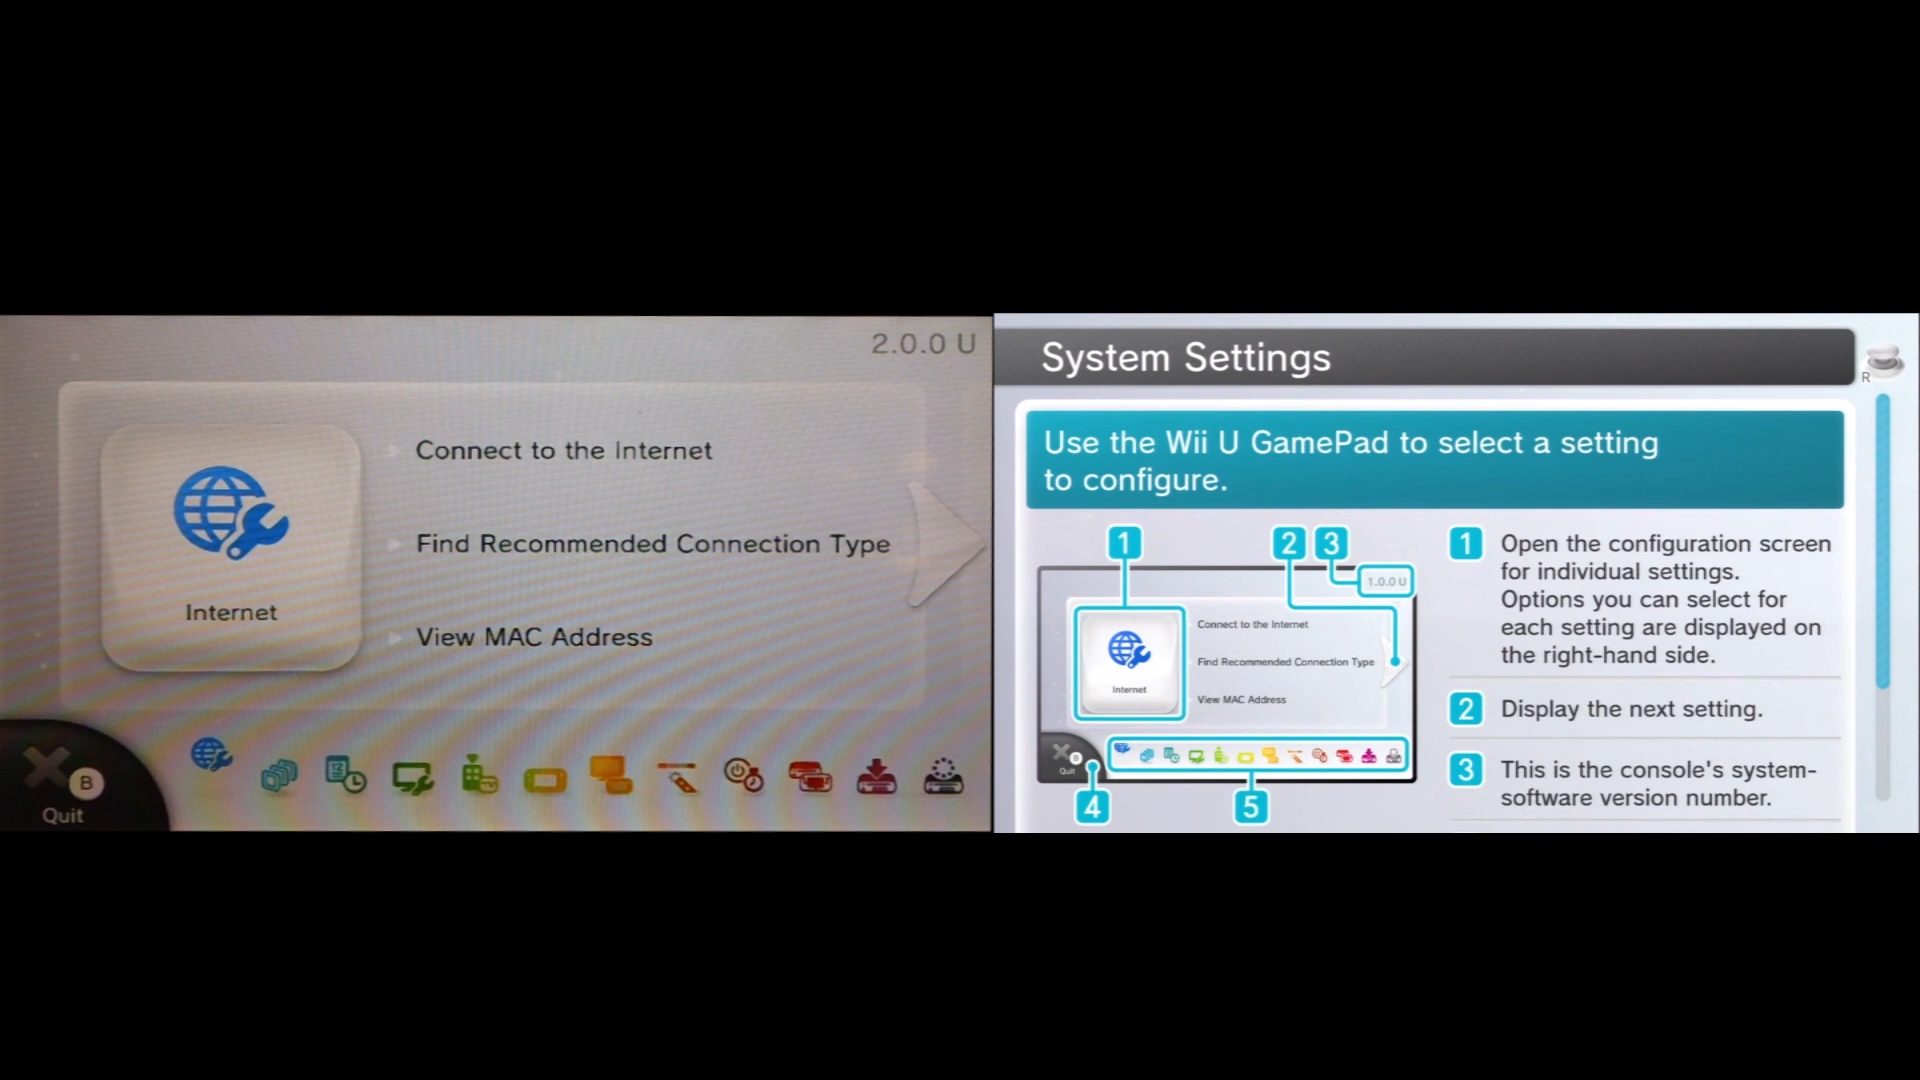 2.0.0 U
Connect to the Internet
Find Recommended Connection Type
View MAC Address
Internet
B
Quit
System Settings
R
Use the Wii U GamePad to select a setting
to configure.
1
2
3
1.0.0 U
Connect to the Internet
Find Recommended Connection Type
View MAC Address
Internet
B
Quit
4
5
1
Open the configuration screen
for individual settings.
Options you can select for
each setting are displayed on
the right-hand side.
2
Display the next setting.
3
This is the console's system-
software version number.